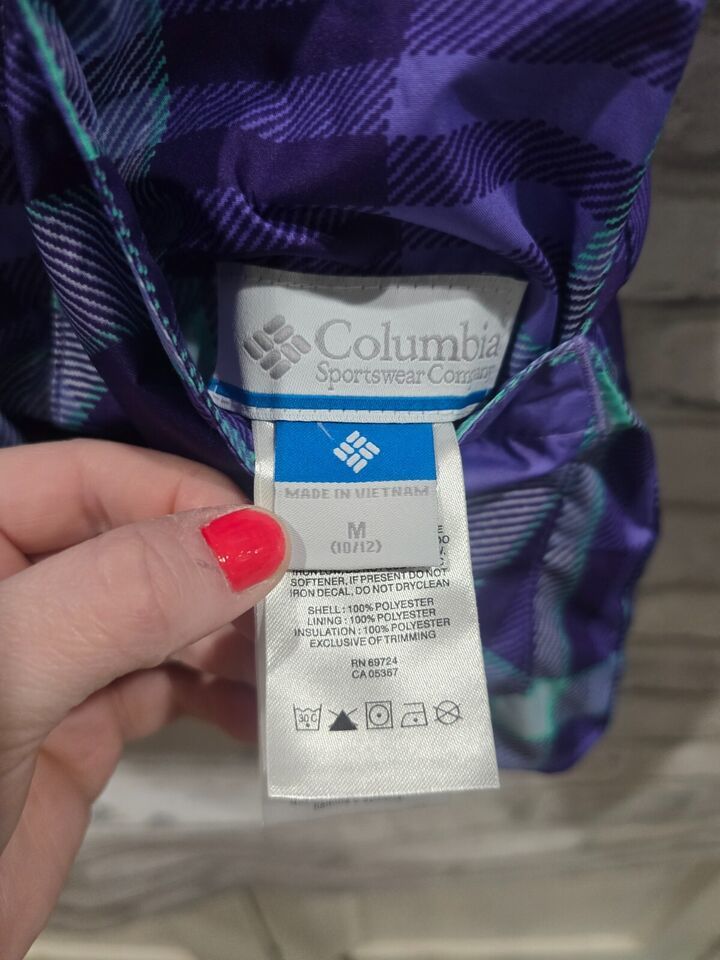 Columbia
Sportswear Company
MADE IN VIETNAM
M
(10/12)
SOFTENER, IF PRESENT DO NOT
IRON DECAL, DO NOT DRYCLEAN
SHELL : 100% POLYESTER
LINING : 100% POLYESTER
INSULATION : 100% POLYESTER
EXCLUSIVE OF TRIMMING
RN 69724
CA 05367
30 C